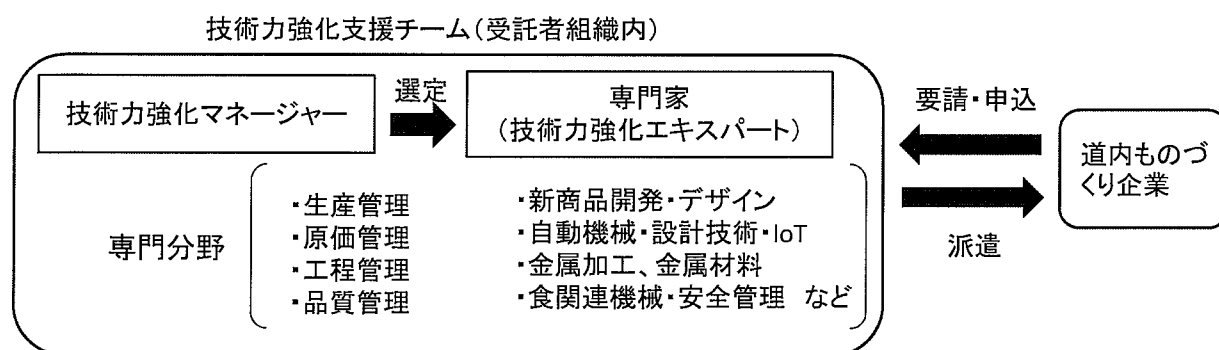 技術力強化支援チーム（受託者組織内）
技術力強化マネージャー
選定
専門家
（技術力強化エキスパート）
要請・申込
道内ものづ
くり企業
派遣
専門分野
・生産管理
・原価管理
・工程管理
・品質管理
・新商品開発・デザイン
・自動機械・設計技術・IoT
・金属加工、金属材料
・食関連機械・安全管理　など